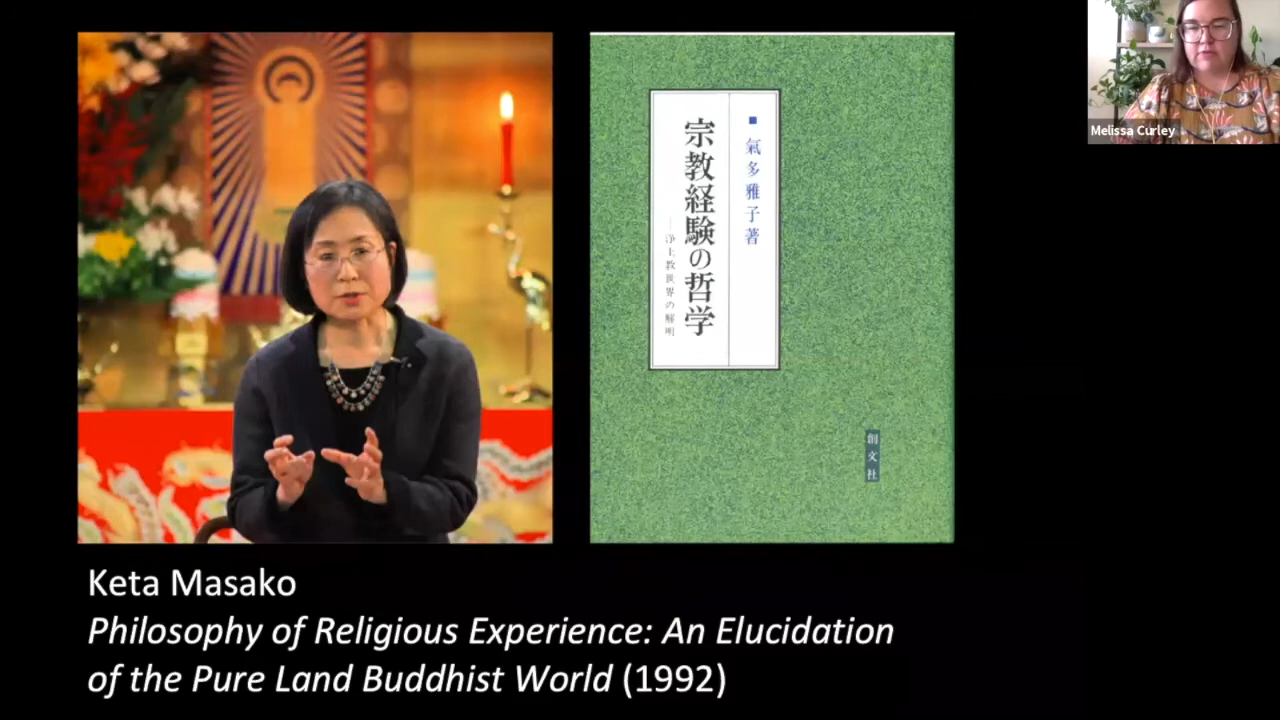 Melissa Curley
氣多雅子著
宗教経験の哲学
―浄土教世界の解明
創文社
Keta Masako
Philosophy of Religious Experience: An Elucidation
of the Pure Land Buddhist World (1992)